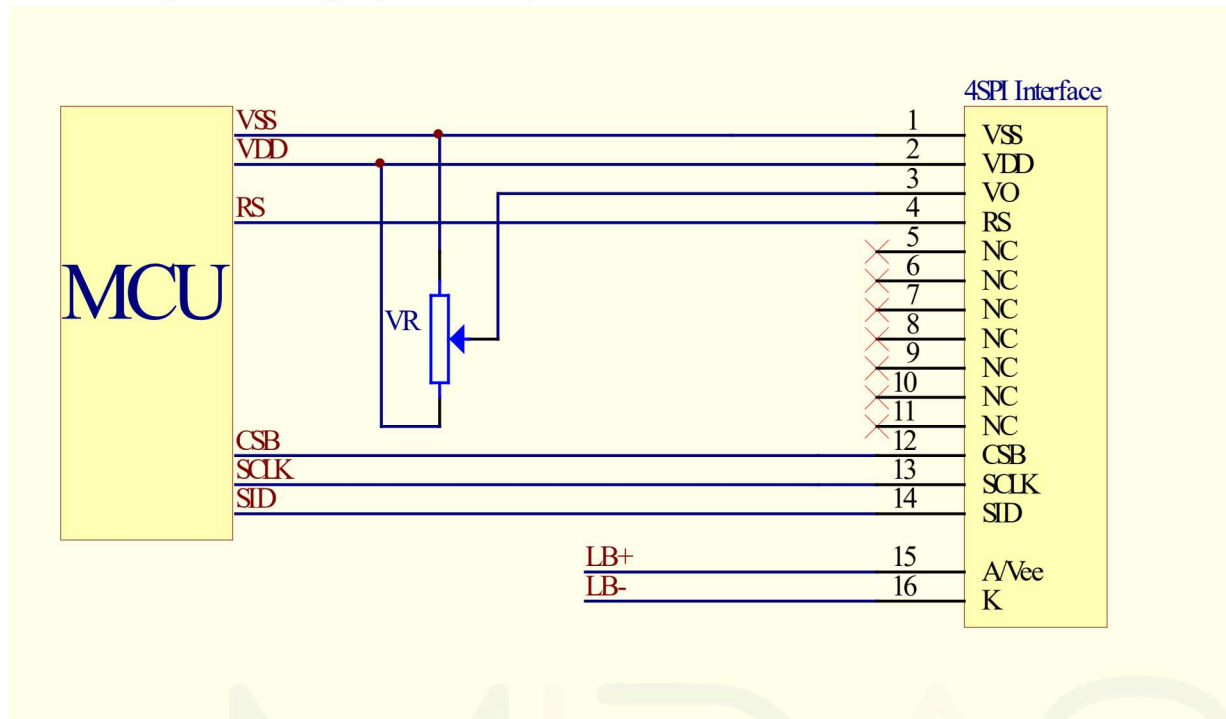 4SPI Interface
VSS 1 VSS
VDD 2 VDD
3 VO
RS 4 RS
5 NC
6 NC
MCU
7 NC
VR 8 NC
9 NC
10 NC
11 NC
CSB 12 CSB
SCLK 13 SCLK
SID 14 SID
LB+ 15 A/Vee
LB- 16 K